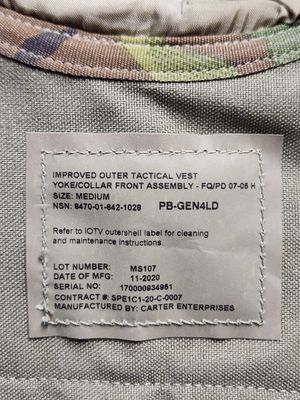 IMPROVED OUTER TACTICAL VEST
YOKE/COLLAR FRONT ASSEMBLY - FQ/PD 07-05 H
SIZE: MEDIUM
NSN: 8470-01-642-1028 PB-GEN4LD
Refer to IOTV outershell label for cleaning
and maintenance instructions.
LOT NUMBER: MS107
DATE OF MFG: 11-2020
SERIAL NO: 170000934951
CONTRACT #: SPE1C1-20-C-0007
MANUFACTURED BY: CARTER ENTERPRISES